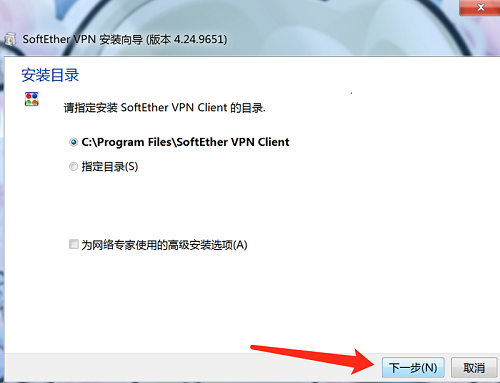 SoftEther VPN 安装向导 (版本 4.24.9651)
安装目录
请指定安装 SoftEther VPN Client 的目录.
C:\Program Files\SoftEther VPN Client
指定目录(S)
为网络专家使用的高级安装选项(A)
下一步(N)
取消